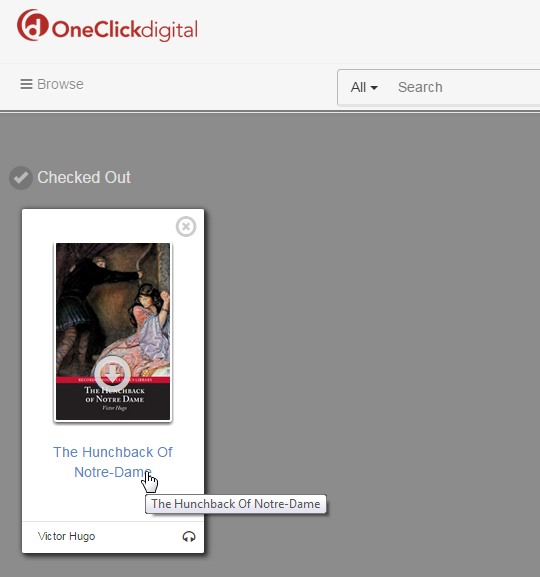 OneClickdigital
Browse
All
Search
Checked Out
THE HUNCHBACK
OF NOTRE DAME
Victor Hugo
The Hunchback Of
Notre-Dame
The Hunchback Of Notre-Dame
Victor Hugo